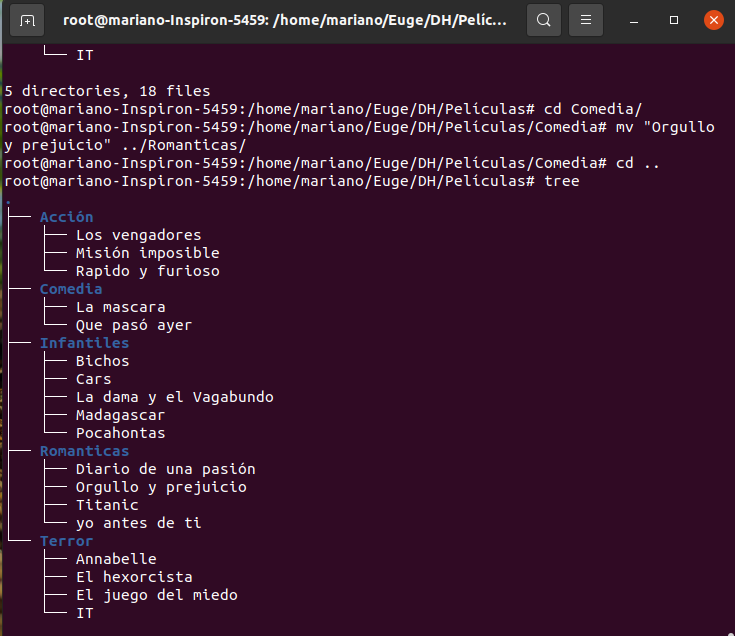 root@mariano-Inspiron-5459: /home/mariano/Euge/DH/Pelíc...
└── IT
5 directories, 18 files
root@mariano-Inspiron-5459:/home/mariano/Euge/DH/Películas# cd Comedia/
root@mariano-Inspiron-5459:/home/mariano/Euge/DH/Películas/Comedia# mv "Orgullo
y prejuicio" ../Romanticas/
root@mariano-Inspiron-5459:/home/mariano/Euge/DH/Películas/Comedia# cd ..
root@mariano-Inspiron-5459:/home/mariano/Euge/DH/Películas# tree
.
├── Acción
│   ├── Los vengadores
│   ├── Misión imposible
│   └── Rapido y furioso
├── Comedia
│   ├── La mascara
│   └── Que pasó ayer
├── Infantiles
│   ├── Bichos
│   ├── Cars
│   ├── La dama y el Vagabundo
│   ├── Madagascar
│   └── Pocahontas
├── Romanticas
│   ├── Diario de una pasión
│   ├── Orgullo y prejuicio
│   ├── Titanic
│   └── yo antes de ti
└── Terror
    ├── Annabelle
    ├── El hexorcista
    ├── El juego del miedo
    └── IT